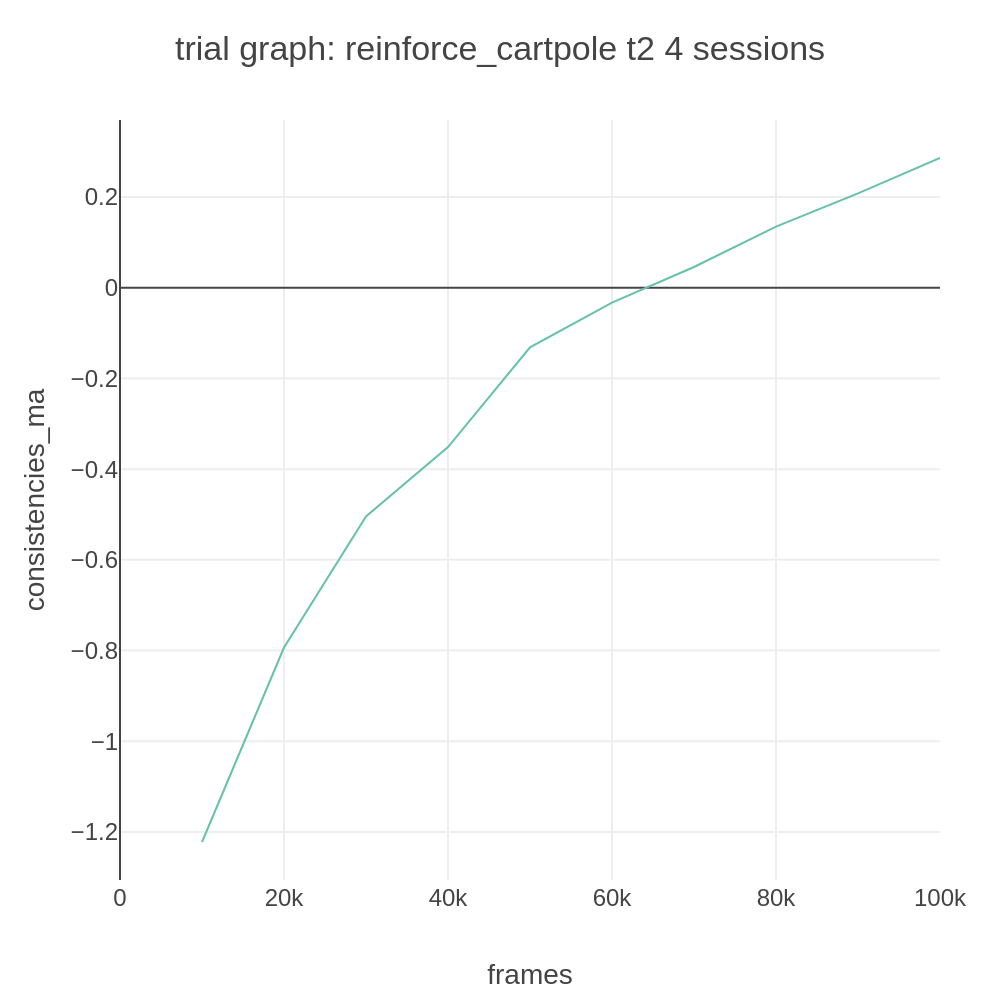 trial graph: reinforce_cartpole t2 4 sessions
consistencies_ma
0.2
0
−0.2
−0.4
−0.6
−0.8
−1
−1.2
0
20k
40k
60k
80k
100k
frames